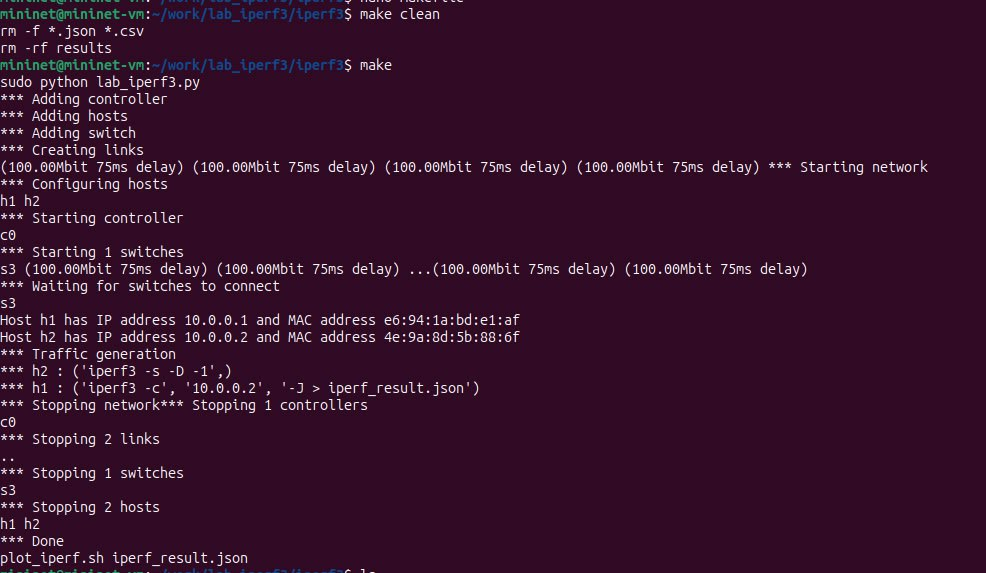 mininet@mininet-vm:~/work/lab_iperf3/iperf3$ make clean
rm -f *.json *.csv
rm -rf results
mininet@mininet-vm:~/work/lab_iperf3/iperf3$ make
sudo python lab_iperf3.py
*** Adding controller
*** Adding hosts
*** Adding switch
*** Creating links
(100.00Mbit 75ms delay) (100.00Mbit 75ms delay) (100.00Mbit 75ms delay) (100.00Mbit 75ms delay) *** Starting network
*** Configuring hosts
h1 h2
*** Starting controller
c0
*** Starting 1 switches
s3 (100.00Mbit 75ms delay) (100.00Mbit 75ms delay) ...(100.00Mbit 75ms delay) (100.00Mbit 75ms delay)
*** Waiting for switches to connect
s3
Host h1 has IP address 10.0.0.1 and MAC address e6:94:1a:bd:e1:af
Host h2 has IP address 10.0.0.2 and MAC address 4e:9a:8d:5b:88:6f
*** Traffic generation
*** h2 : ('iperf3 -s -D -1',)
*** h1 : ('iperf3 -c', '10.0.0.2', '-J > iperf_result.json')
*** Stopping network*** Stopping 1 controllers
c0
*** Stopping 2 links
..
*** Stopping 1 switches
s3
*** Stopping 2 hosts
h1 h2
*** Done
plot_iperf.sh iperf_result.json